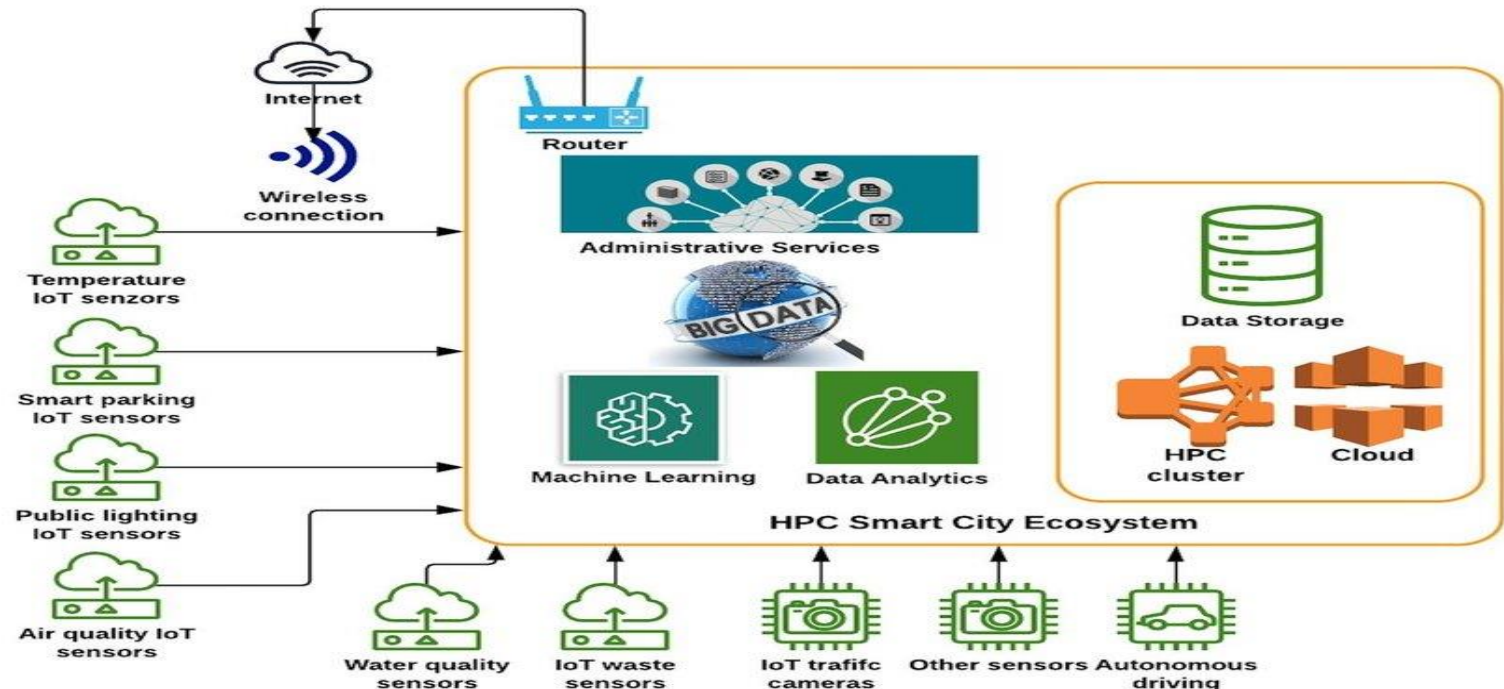 Internet
Router
Wireless
connection
Administrative Services
Temperature
IoT senzors
BIG DATA
Data Storage
Smart parking
IoT sensors
Machine Learning
Data Analytics
HPC
cluster
Cloud
Public lighting
IoT sensors
HPC Smart City Ecosystem
Air quality IoT
sensors
Water quality
sensors
IoT waste
sensors
IoT trafifc
cameras
Other sensors
Autonomous
driving